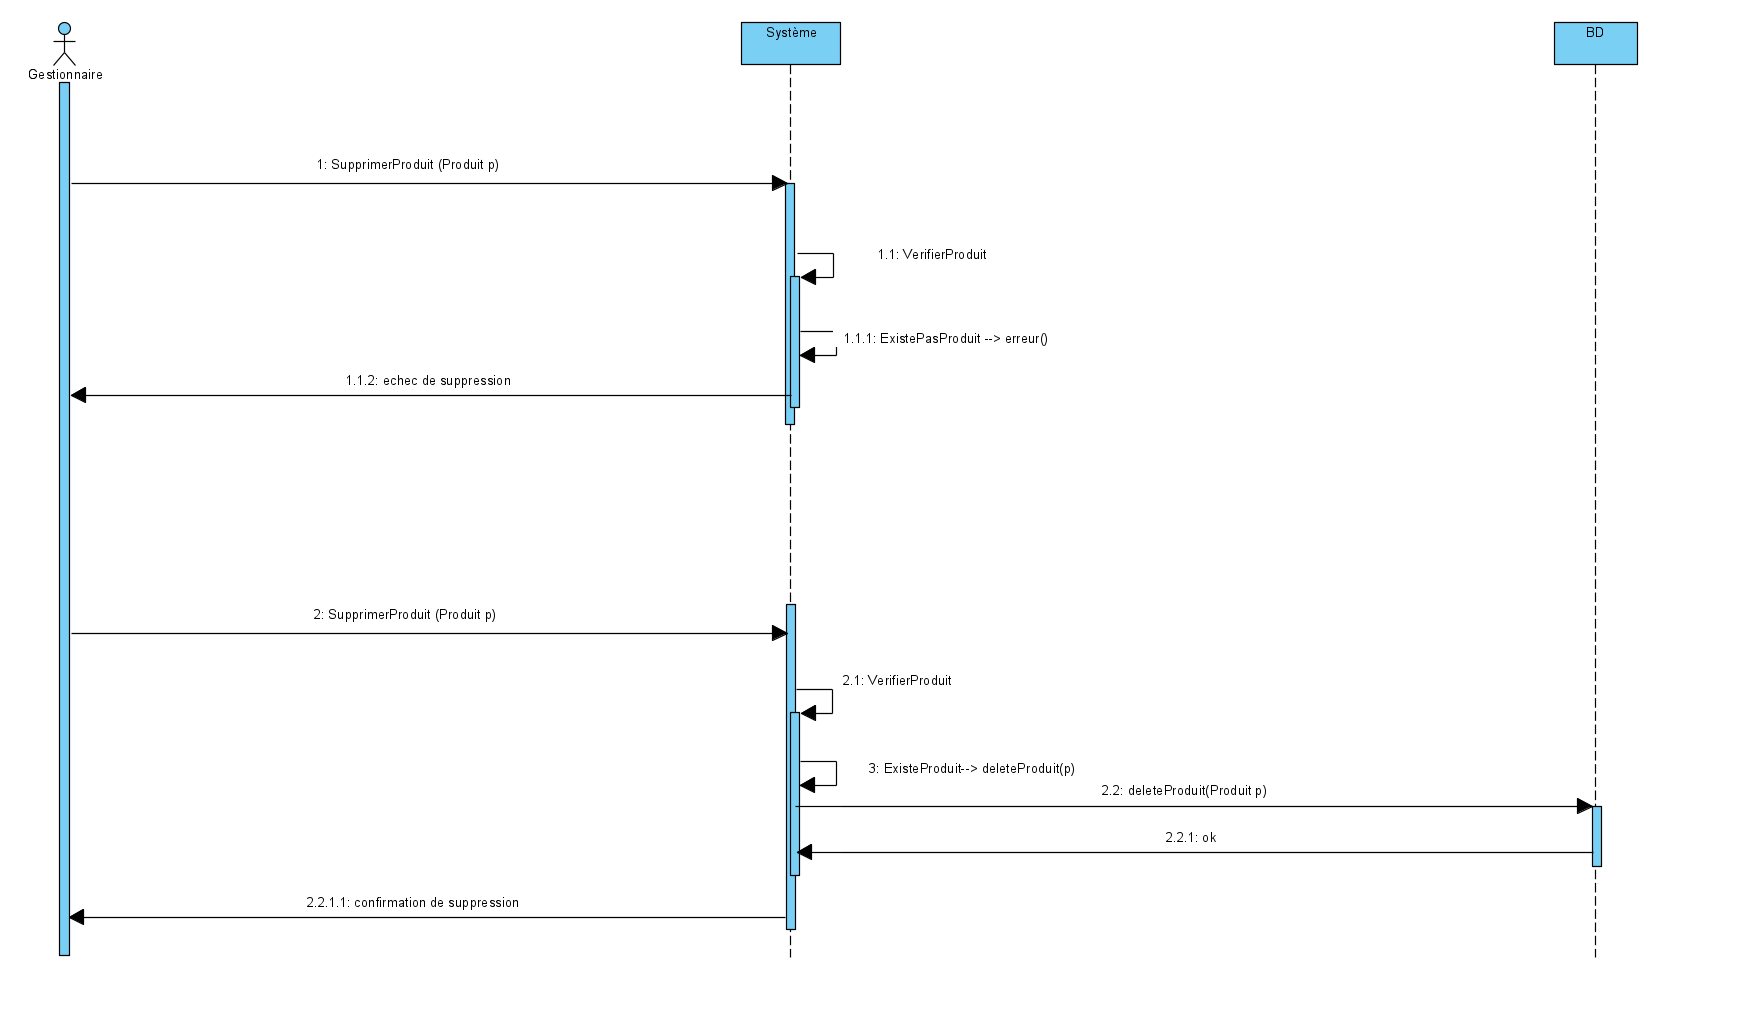 Gestionnaire
Système
BD
1: SupprimerProduit (Produit p)
1.1: VerifierProduit
1.1.1: ExistePasProduit --> erreur()
1.1.2: echec de suppression
2: SupprimerProduit (Produit p)
2.1: VerifierProduit
3: ExisteProduit--> deleteProduit(p)
2.2: deleteProduit(Produit p)
2.2.1: ok
2.2.1.1: confirmation de suppression